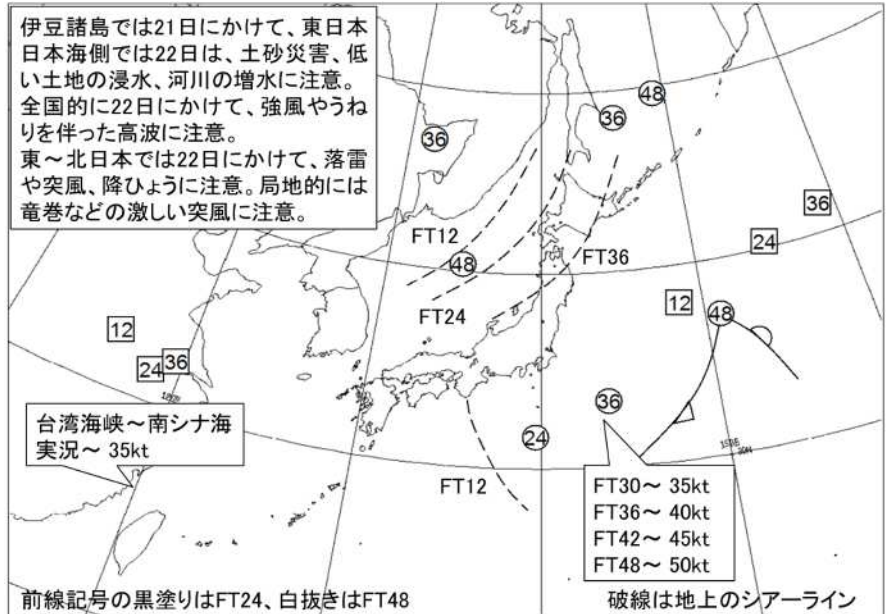 伊豆諸島では21日にかけて、東日本
日本海側では22日は、土砂災害、低
い土地の浸水、河川の増水に注意。
全国的に22日にかけて、強風やうね
りを伴った高波に注意。
東～北日本では22日にかけて、落雷
や突風、降ひょうに注意。局地的には
竜巻などの激しい突風に注意。
48
36
36
36
FT12
24
48
FT36
12
48
FT24
12
24
36
36
台湾海峡～南シナ海
実況～ 35kt
24
FT12
FT30～ 35kt
FT36～ 40kt
FT42～ 45kt
FT48～ 50kt
前線記号の黒塗りはFT24、白抜きはFT48
破線は地上のシアーライン